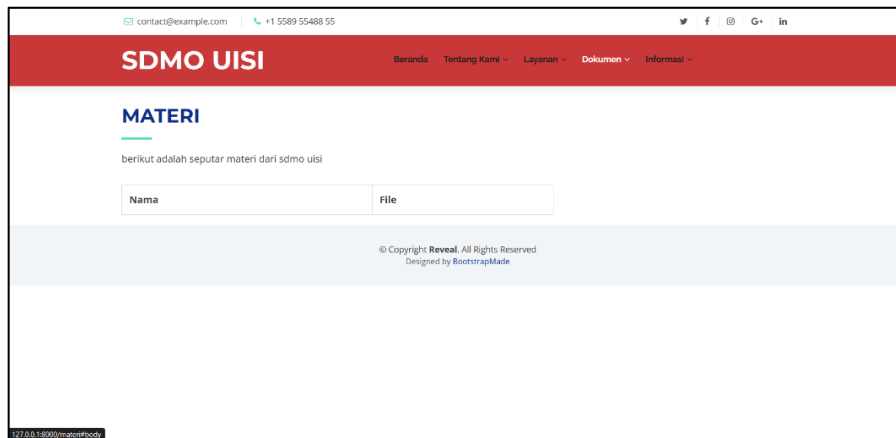 contact@example.com +1 5589 55488 55
SDMO UISI Beranda Tentang Kami Layanan Dokumen Informasi
MATERI
berikut adalah seputar materi dari sdmo uisi
Nama File
© Copyright Reveal. All Rights Reserved
Designed by BootstrapMade
127.0.0.1:8000/materi#body